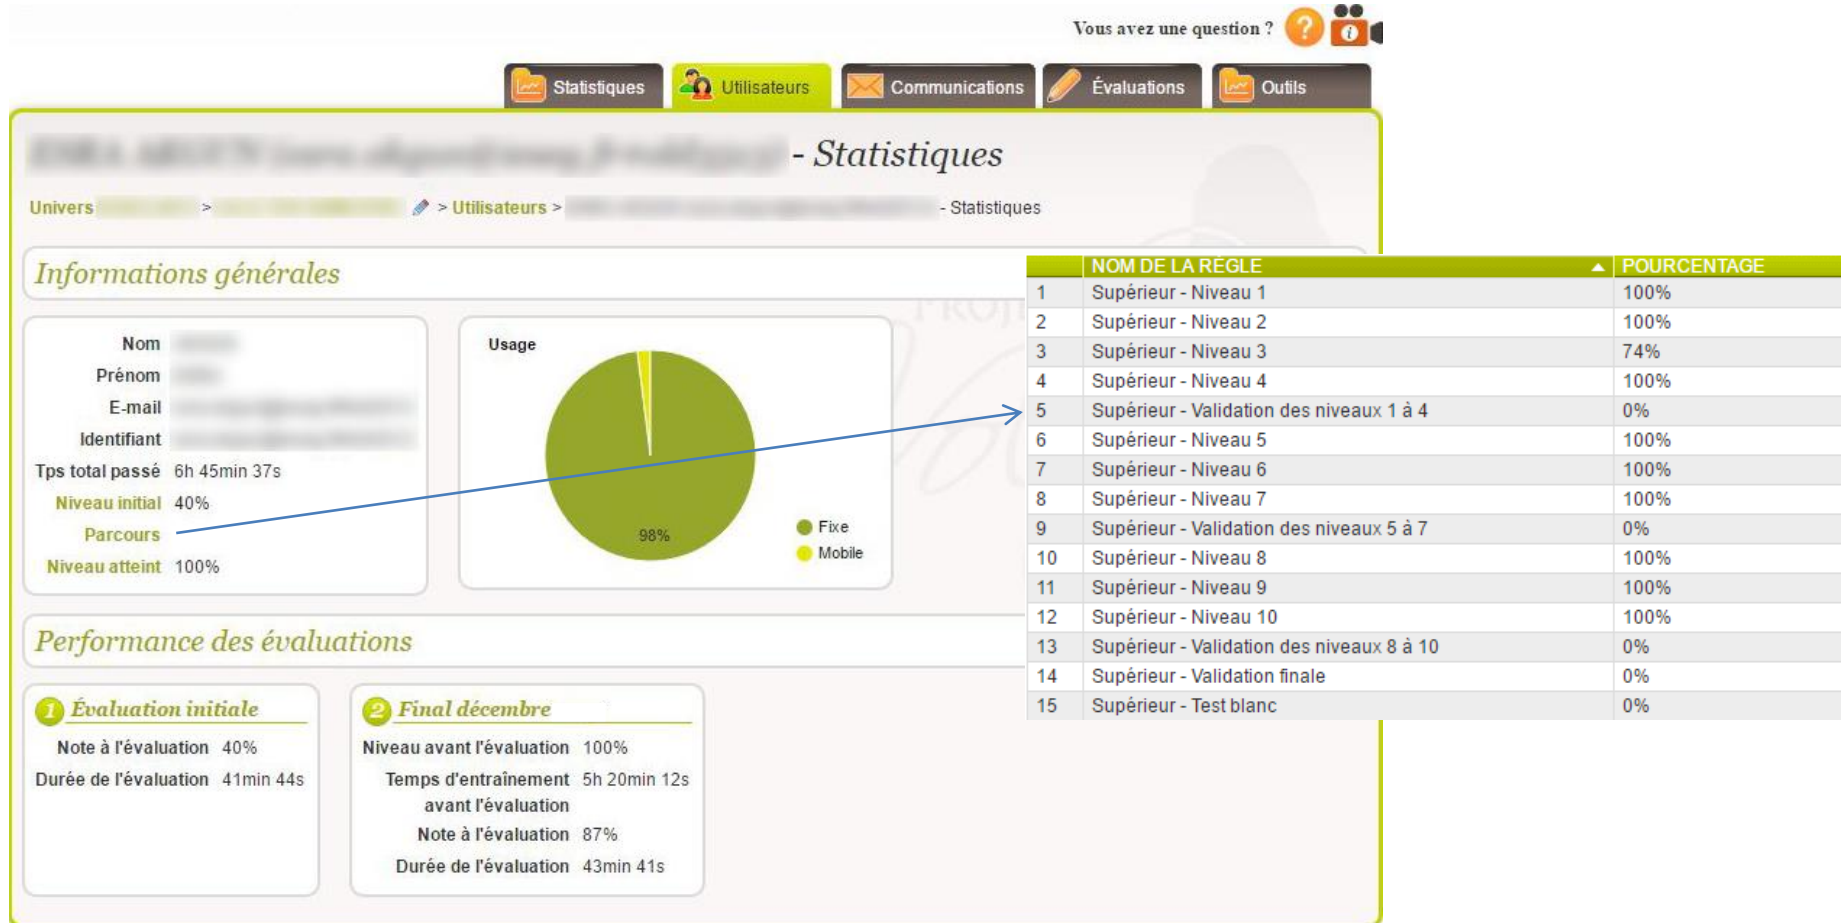 Vous avez une question ?
Statistiques
Utilisateurs
Communications
Évaluations
Outils
- Statistiques
Univers > > Utilisateurs > - Statistiques
Informations générales
Nom
Prénom
E-mail
Identifiant
Tps total passé 6h 45min 37s
Niveau initial 40%
Parcours
Niveau atteint 100%
Usage
98%
Fixe
Mobile
NOM DE LA RÈGLE POURCENTAGE
1 Supérieur - Niveau 1 100%
2 Supérieur - Niveau 2 100%
3 Supérieur - Niveau 3 74%
4 Supérieur - Niveau 4 100%
5 Supérieur - Validation des niveaux 1 à 4 0%
6 Supérieur - Niveau 5 100%
7 Supérieur - Niveau 6 100%
8 Supérieur - Niveau 7 100%
9 Supérieur - Validation des niveaux 5 à 7 0%
10 Supérieur - Niveau 8 100%
11 Supérieur - Niveau 9 100%
12 Supérieur - Niveau 10 100%
13 Supérieur - Validation des niveaux 8 à 10 0%
14 Supérieur - Validation finale 0%
15 Supérieur - Test blanc 0%
Performance des évaluations
1 Évaluation initiale
Note à l'évaluation 40%
Durée de l'évaluation 41min 44s
2 Final décembre
Niveau avant l'évaluation 100%
Temps d'entraînement 5h 20min 12s
avant l'évaluation
Note à l'évaluation 87%
Durée de l'évaluation 43min 41s